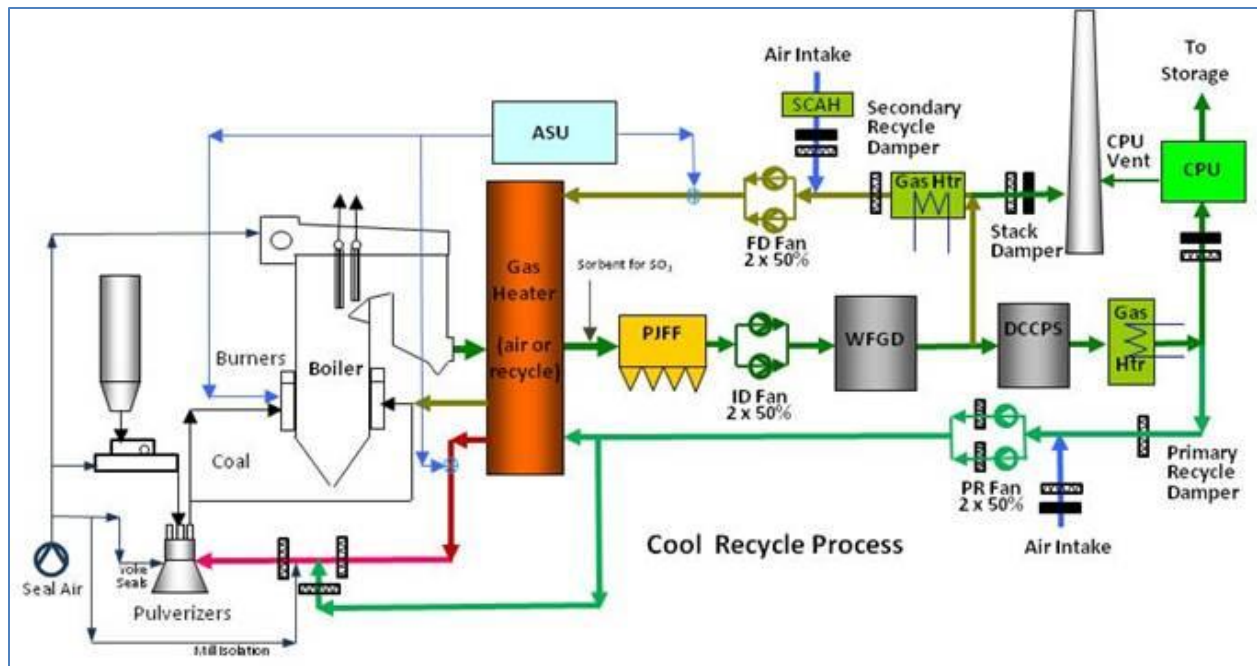 Air Intake
To
Storage
SCAH
Secondary
Recycle
Damper
ASU
CPU
Vent
CPU
Gas Htr
Stack
Damper
FD Fan
2 x 50%
Gas
Heater
(air or
recycle)
Sorbent for SO3
PJFF
WFGD
DCCPS
Gas
Htr
Burners
Boiler
ID Fan
2 x 50%
Coal
Primary
Recycle
Damper
PR Fan
2 x 50%
Cool Recycle Process
Air Intake
Seal Air
Yoke
Seals
Pulverizers
Mill Isolation